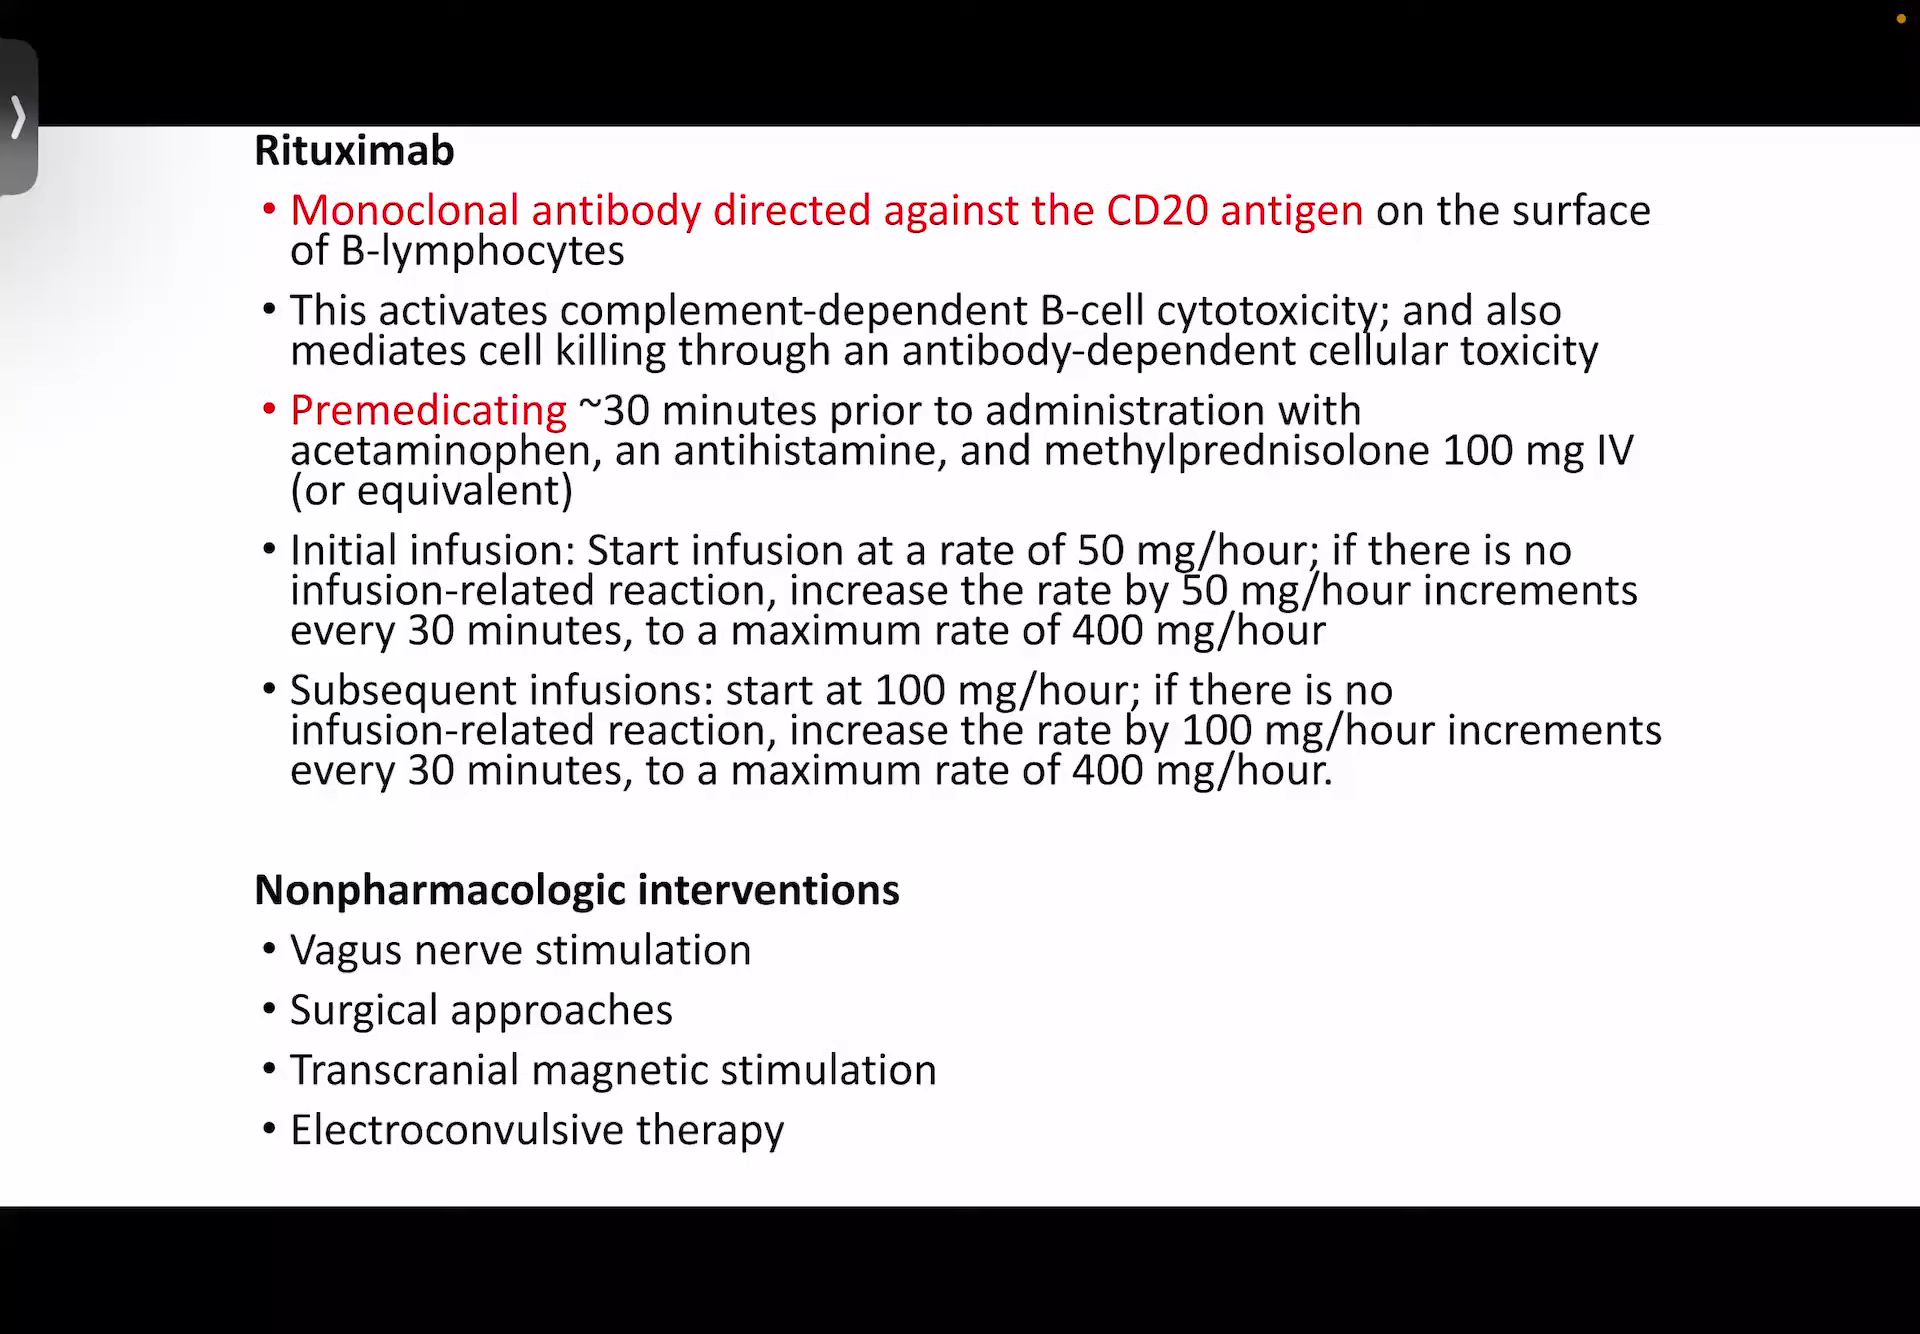 Rituximab
• Monoclonal antibody directed against the CD20 antigen on the surface
of B-lymphocytes
• This activates complement-dependent B-cell cytotoxicity; and also
mediates cell killing through an antibody-dependent cellular toxicity
• Premedicating ~30 minutes prior to administration with
acetaminophen, an antihistamine, and methylprednisolone 100 mg IV
(or equivalent)
• Initial infusion: Start infusion at a rate of 50 mg/hour; if there is no
infusion-related reaction, increase the rate by 50 mg/hour increments
every 30 minutes, to a maximum rate of 400 mg/hour
• Subsequent infusions: start at 100 mg/hour; if there is no
infusion-related reaction, increase the rate by 100 mg/hour increments
every 30 minutes, to a maximum rate of 400 mg/hour.
Nonpharmacologic interventions
• Vagus nerve stimulation
• Surgical approaches
• Transcranial magnetic stimulation
• Electroconvulsive therapy